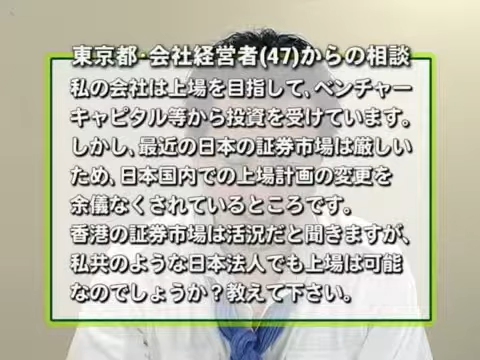 東京都・会社経営者(47)からの相談
私の会社は上場を目指して、ベンチャー
キャピタル等から投資を受けています。
しかし、最近の日本の証券市場は厳しい
ため、日本国内での上場計画の変更を
余儀なくされているところです。
香港の証券市場は活況だと聞きますが、
私共のような日本法人でも上場は可能
なのでしょうか？教えて下さい。